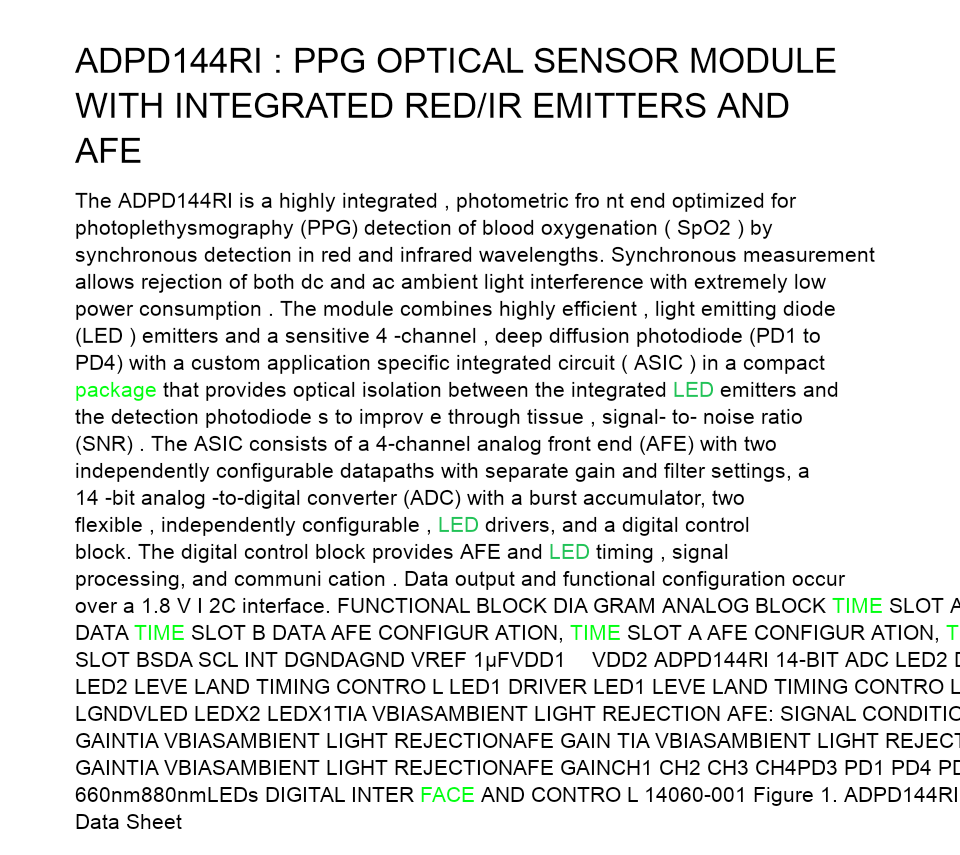 ADPD144RI : PPG OPTICAL SENSOR MODULE
WITH INTEGRATED RED/IR EMITTERS AND
AFE
The ADPD144RI is a highly integrated , photometric fro nt end optimized for
photoplethysmography (PPG) detection of blood oxygenation ( SpO2 ) by
synchronous detection in red and infrared wavelengths. Synchronous measurement
allows rejection of both dc and ac ambient light interference with extremely low
power consumption . The module combines highly efficient , light emitting diode
(LED ) emitters and a sensitive 4 -channel , deep diffusion photodiode (PD1 to
PD4) with a custom application specific integrated circuit ( ASIC ) in a compact
package that provides optical isolation between the integrated LED emitters and
the detection photodiode s to improv e through tissue , signal- to- noise ratio
(SNR) . The ASIC consists of a 4-channel analog front end (AFE) with two
independently configurable datapaths with separate gain and filter settings, a
14 -bit analog -to-digital converter (ADC) with a burst accumulator, two
flexible , independently configurable , LED drivers, and a digital control
block. The digital control block provides AFE and LED timing , signal
processing, and communi cation . Data output and functional configuration occur
over a 1.8 V I 2C interface. FUNCTIONAL BLOCK DIA GRAM ANALOG BLOCK TIME SLOT A
DATA TIME SLOT B DATA AFE CONFIGUR ATION, TIME SLOT A AFE CONFIGUR ATION,
SLOT BSDA SCL INT DGNDAGND VREF 1µFVDD1 VDD2 ADPD144RI 14-BIT ADC LED2
LED2 LEVE LAND TIMING CONTRO L LED1 DRIVER LED1 LEVE LAND TIMING CONTRO L
LGNDVLED LEDX2 LEDX1TIA VBIASAMBIENT LIGHT REJECTION AFE: SIGNAL CONDITIO
GAINTIA VBIASAMBIENT LIGHT REJECTIONAFE GAIN TIA VBIASAMBIENT LIGHT REJECT
GAINTIA VBIASAMBIENT LIGHT REJECTIONAFE GAINCH1 CH2 CH3 CH4PD3 PD1 PD4 PD
660nm880nmLEDs DIGITAL INTER FACE AND CONTRO L 14060-001 Figure 1. ADPD144RI
Data Sheet